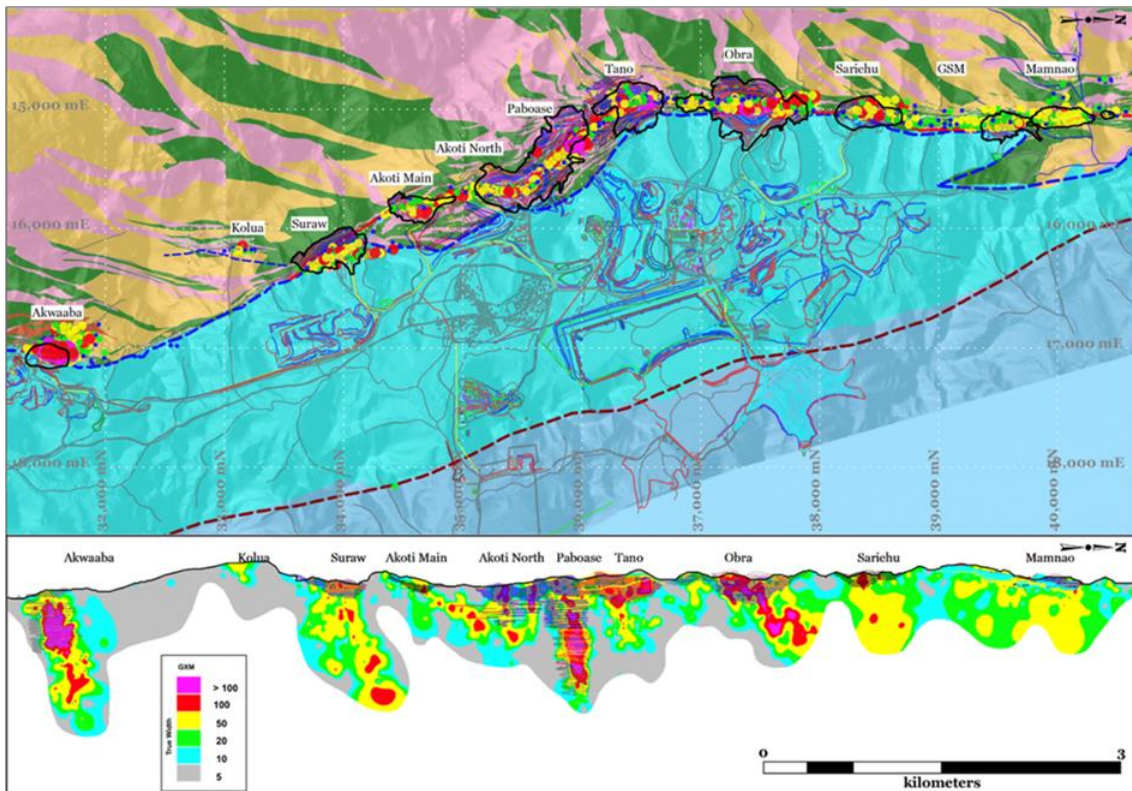 N
Obra
Tano
Sariehu
GSM
Mamnao
15,000 mE
Paboase
Akoti North
Akoti Main
Kolua
Suraw
16,000 mE
16,000 mE
Akwaaba
17,000 mE
18,000 mE
18,000 mE
32,000 mN
33,000 mN
34,000 mN
35,000 mN
36,000 mN
37,000 mN
38,000 mN
39,000 mN
40,000 mN
N
Akwaaba
Kolua
Suraw
Akoti Main
Akoti North
Paboase
Tano
Obra
Sariehu
Mamnao
GXM
True Width
> 100
100
50
20
10
5
0
3
kilometers